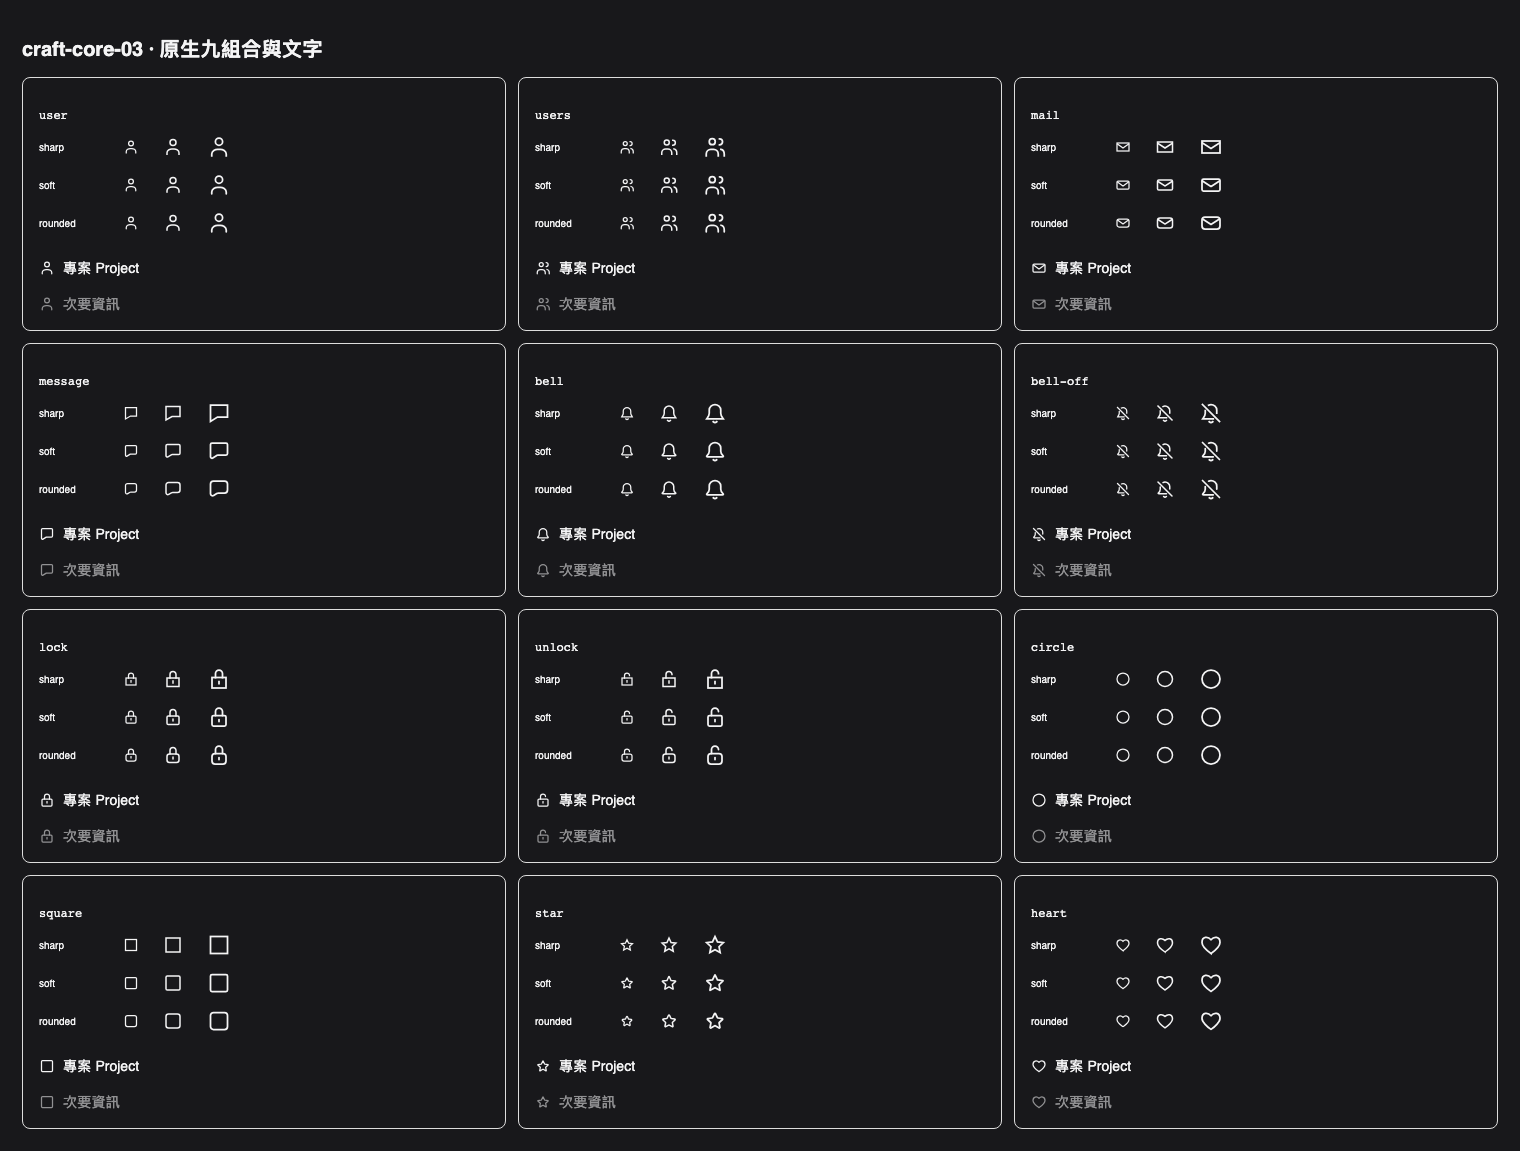 craft-core-03 · 原生九組合與文字
user
sharp
soft
rounded
專案 Project
次要資訊
users
sharp
soft
rounded
專案 Project
次要資訊
mail
sharp
soft
rounded
專案 Project
次要資訊
message
sharp
soft
rounded
專案 Project
次要資訊
bell
sharp
soft
rounded
專案 Project
次要資訊
bell-off
sharp
soft
rounded
專案 Project
次要資訊
lock
sharp
soft
rounded
專案 Project
次要資訊
unlock
sharp
soft
rounded
專案 Project
次要資訊
circle
sharp
soft
rounded
專案 Project
次要資訊
square
sharp
soft
rounded
專案 Project
次要資訊
star
sharp
soft
rounded
專案 Project
次要資訊
heart
sharp
soft
rounded
專案 Project
次要資訊